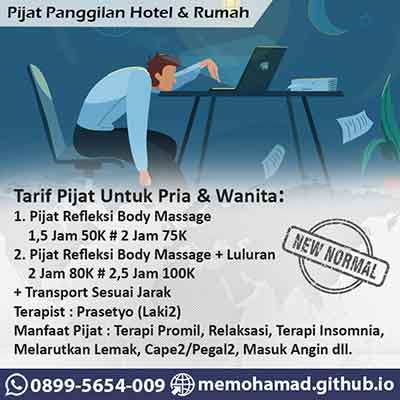 Pijat Panggilan Hotel & Rumah
Tarif Pijat Untuk Pria & Wanita:
1. Pijat Refleksi Body Massage
1,5 Jam 50K # 2 Jam 75K
2. Pijat Refleksi Body Massage + Luluran
2 Jam 80K # 2,5 Jam 100K
+ Transport Sesuai Jarak
Terapist : Prasetyo (Laki2)
Manfaat Pijat : Terapi Promil, Relaksasi, Terapi Insomnia,
Melarutkan Lemak, Cape2/Pegal2, Masuk Angin dll.
NEW NORMAL
0899-5654-009 memohamad.github.io